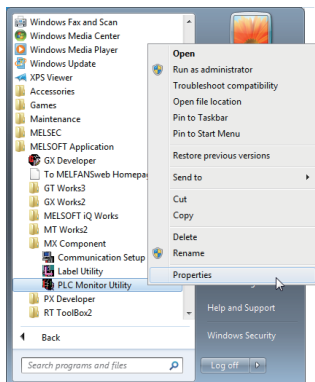 Windows Fax and Scan
Windows Media Center
Windows Media Player
Windows Update
XPS Viewer
Accessories
Games
Maintenance
MELSEC
MELSOFT Application
GX Developer
To MELFANSweb Homepa
GT Works3
GX Works2
MELSOFT iQ Works
MT Works2
MX Component
Communication Setup
Label Utility
PLC Monitor Utility
PX Developer
RT ToolBox2
Back
Search programs and files
Open
Run as administrator
Troubleshoot compatibility
Open file location
Pin to Taskbar
Pin to Start Menu
Restore previous versions
Send to
Cut
Copy
Delete
Rename
Properties
Help and Support
Windows Security
Log off